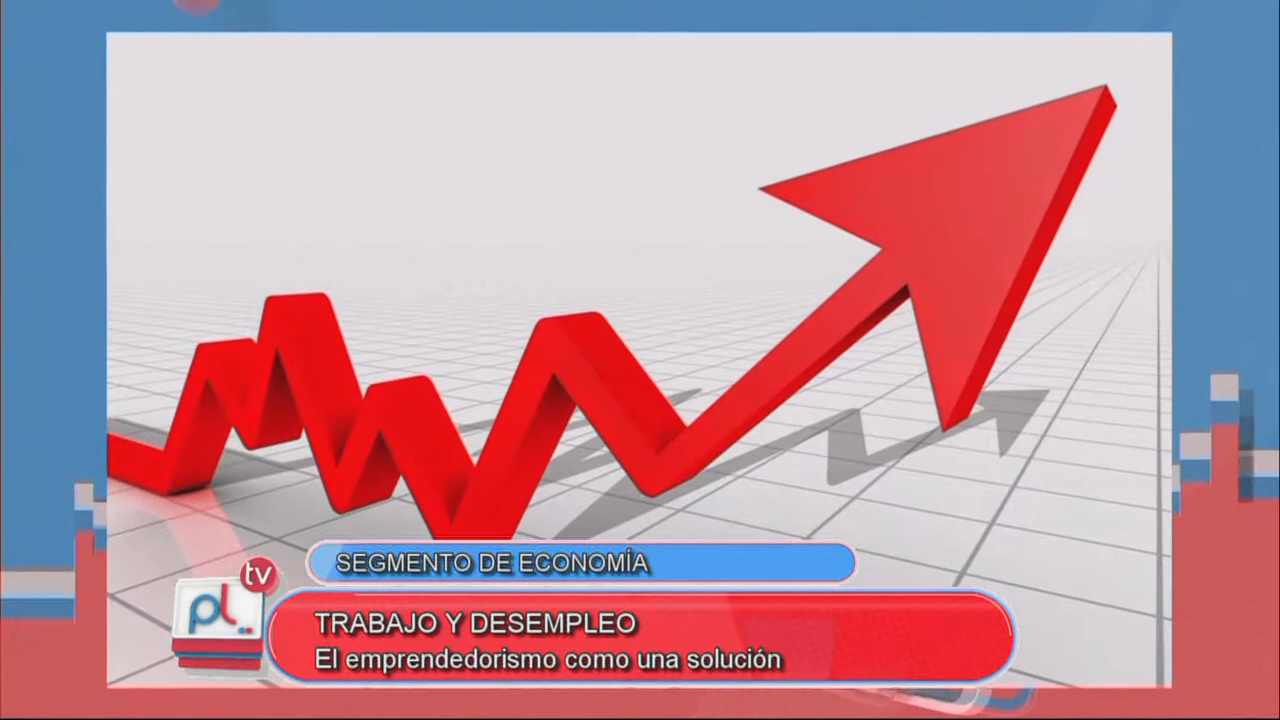 SEGMENTO DE ECONOMÍA
tv
pl
TRABAJO Y DESEMPLEO
El emprendedorismo como una solución